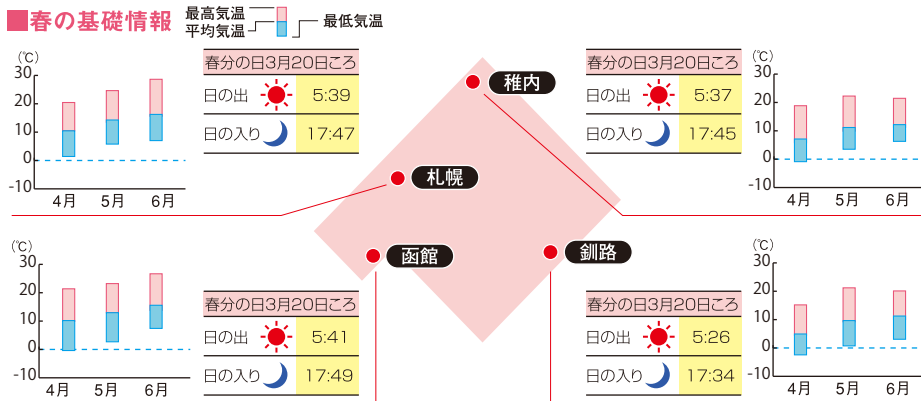 ■春の基礎情報
最高気温
平均気温
最低気温
(℃)
30
20
10
0
-10
4月 5月 6月
春分の日3月20日ころ
日の出 5:39
日の入り 17:47
稚内
札幌
函館
釧路
春分の日3月20日ころ
日の出 5:37
日の入り 17:45
(℃)
30
20
10
0
-10
4月 5月 6月
(℃)
30
20
10
0
-10
4月 5月 6月
春分の日3月20日ころ
日の出 5:41
日の入り 17:49
春分の日3月20日ころ
日の出 5:26
日の入り 17:34
(℃)
30
20
10
0
-10
4月 5月 6月